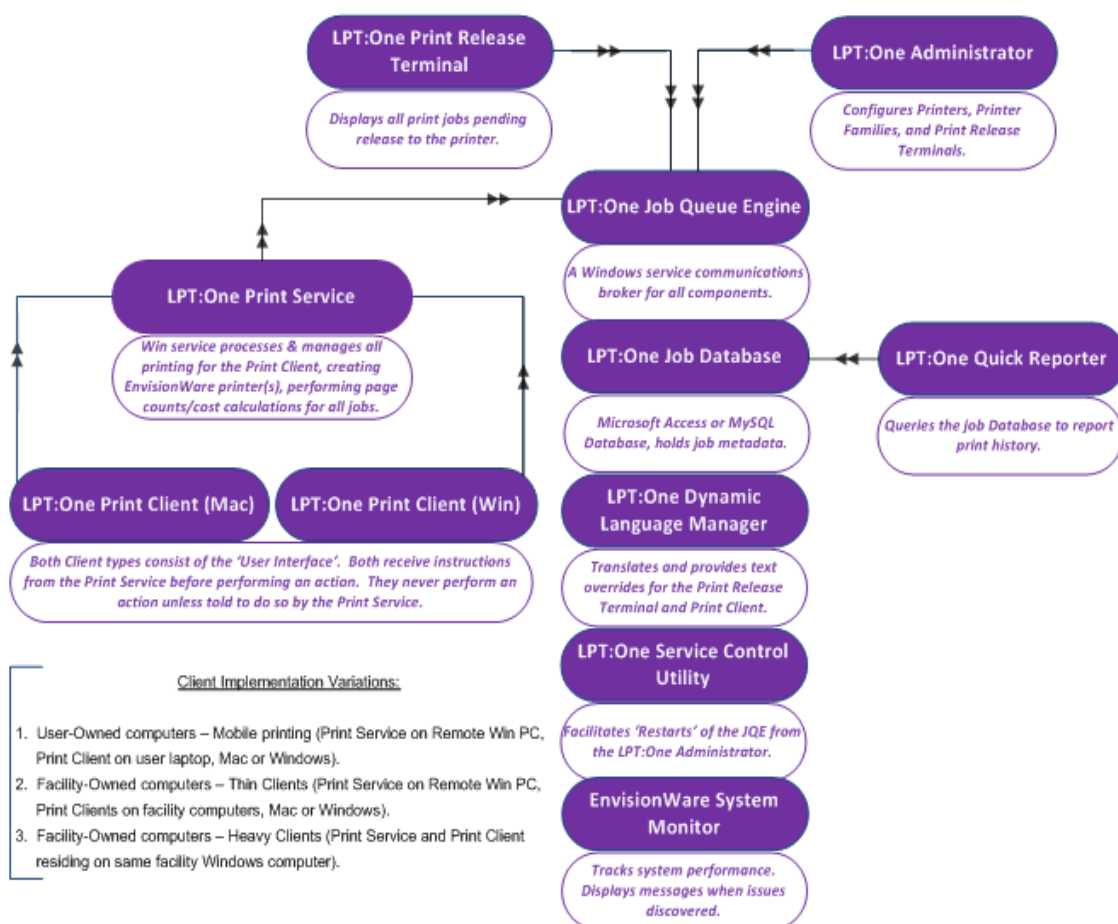 LPT:One Print Release
Terminal
Displays all print jobs pending
release to the printer.
LPT:One Administrator
Configures Printers, Printer
Families, and Print Release
Terminals.
LPT:One Job Queue Engine
A Windows service communications
broker for all components.
LPT:One Print Service
Win service processes & manages all
printing for the Print Client, creating
EnvisionWare printer(s), performing page
counts/cost calculations for all jobs.
LPT:One Job Database
Microsoft Access or MySQL
Database, holds job metadata.
LPT:One Quick Reporter
Queries the job Database to report
print history.
LPT:One Print Client (Mac)
LPT:One Print Client (Win)
Both Client types consist of the ‘User Interface’. Both receive instructions
from the Print Service before performing an action. They never perform an
action unless told to do so by the Print Service.
LPT:One Dynamic
Language Manager
Translates and provides text
overrides for the Print Release
Terminal and Print Client.
LPT:One Service Control
Utility
Facilitates ‘Restarts’ of the JQE from
the LPT:One Administrator.
EnvisionWare System
Monitor
Tracks system performance.
Displays messages when issues
discovered.
Client Implementation Variations:
1. User-Owned computers – Mobile printing (Print Service on Remote Win PC,
Print Client on user laptop, Mac or Windows).
2. Facility-Owned computers – Thin Clients (Print Service on Remote Win PC,
Print Clients on facility computers, Mac or Windows).
3. Facility-Owned computers – Heavy Clients (Print Service and Print Client
residing on same facility Windows computer).